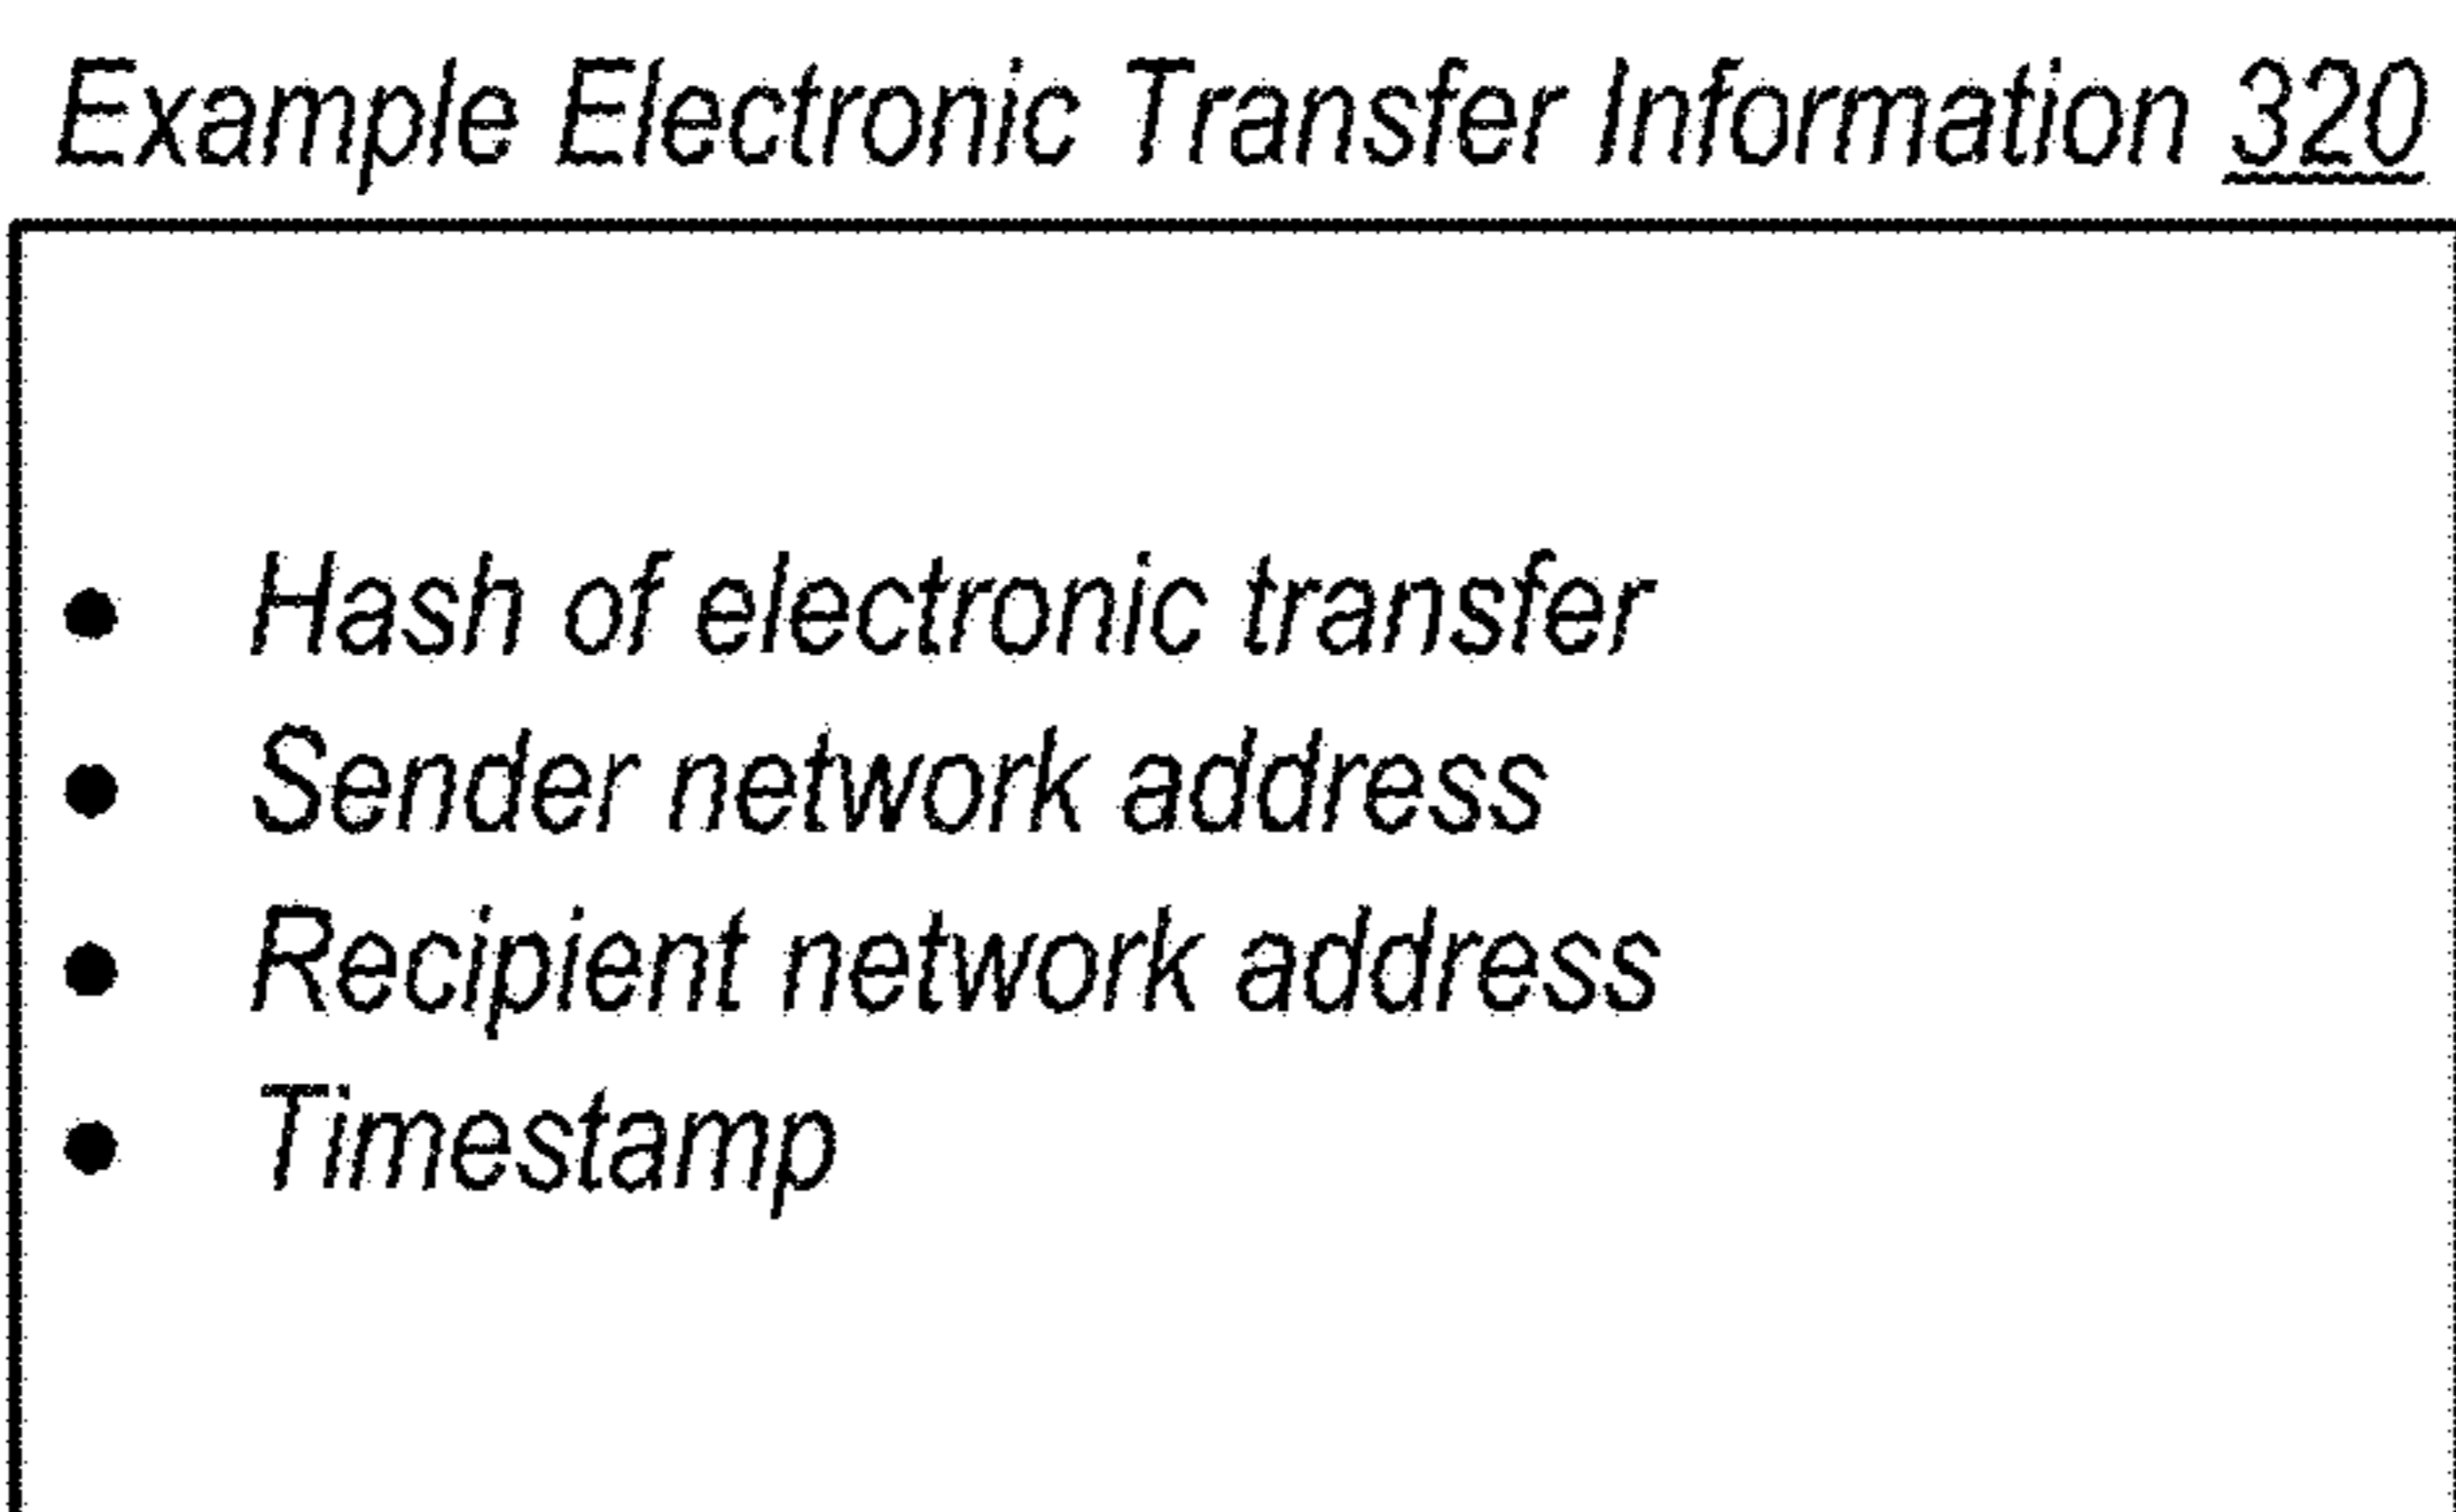 Example Electronic Transfer Information 320
• Hash of electronic transfer
• Sender network address
• Recipient network address
• Timestamp